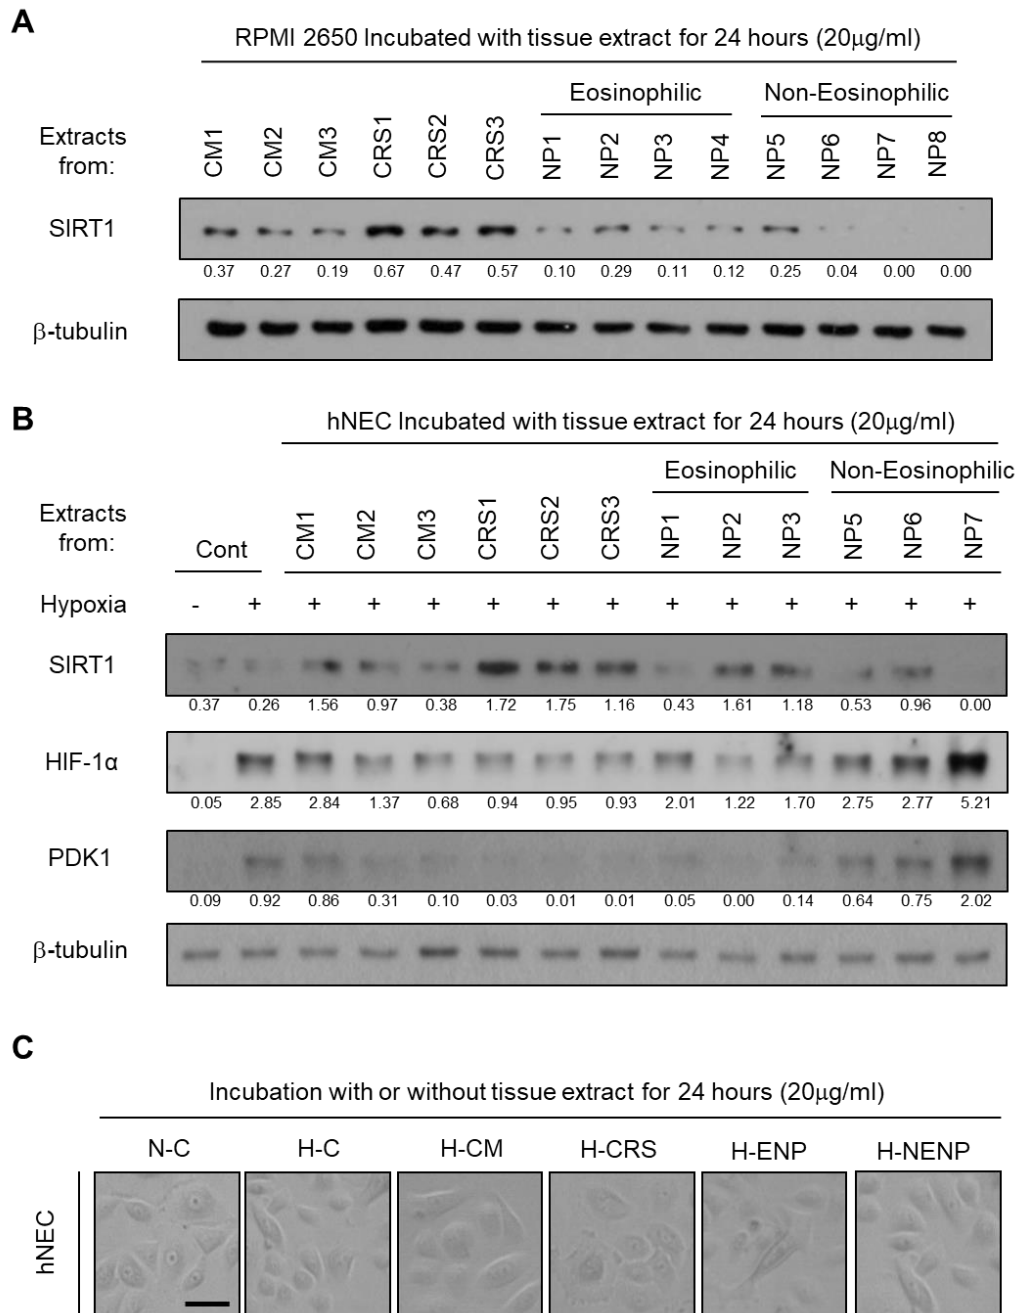 A
RPMI 2650 Incubated with tissue extract for 24 hours (20μg/ml)
Eosinophilic Non-Eosinophilic
Extracts from: CM1 CM2 CM3 CRS1 CRS2 CRS3 NP1 NP2 NP3 NP4 NP5 NP6 NP7 NP8
SIRT1
0.37 0.27 0.19 0.67 0.47 0.57 0.10 0.29 0.11 0.12 0.25 0.04 0.00 0.00
β-tubulin
B
hNEC Incubated with tissue extract for 24 hours (20μg/ml)
Eosinophilic Non-Eosinophilic
Extracts from: Cont CM1 CM2 CM3 CRS1 CRS2 CRS3 NP1 NP2 NP3 NP5 NP6 NP7
Hypoxia - + + + + + + + + + + + + +
SIRT1
0.37 0.26 1.56 0.97 0.38 1.72 1.75 1.16 0.43 1.61 1.18 0.53 0.96 0.00
HIF-1α
0.05 2.85 2.84 1.37 0.68 0.94 0.95 0.93 2.01 1.22 1.70 2.75 2.77 5.21
PDK1
0.09 0.92 0.86 0.31 0.10 0.03 0.01 0.01 0.05 0.00 0.14 0.64 0.75 2.02
β-tubulin
C
Incubation with or without tissue extract for 24 hours (20μg/ml)
N-C H-C H-CM H-CRS H-ENP H-NENP
hNEC